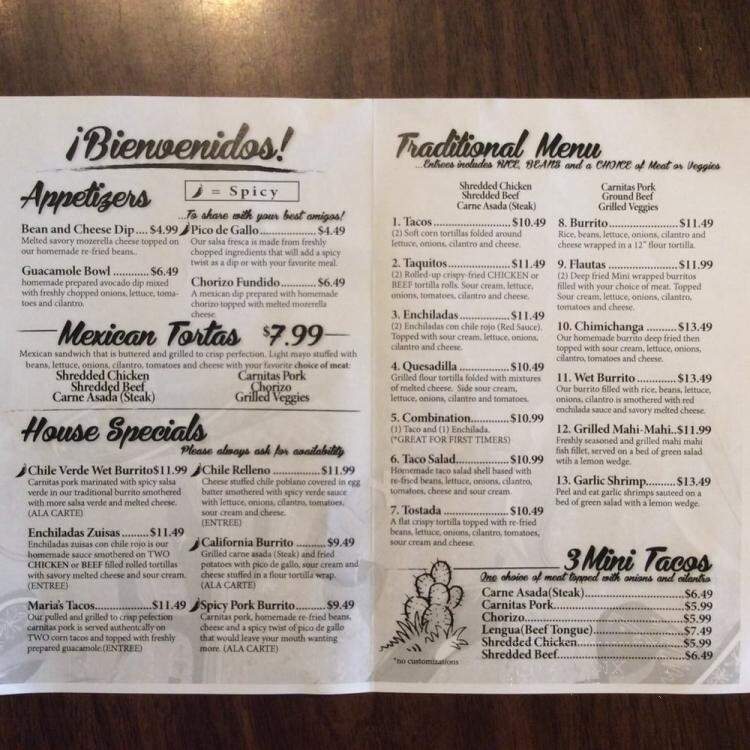 ¡Bienvenidos!
Appetizers
= Spicy
...To share with your best amigos!
Bean and Cheese Dip.... $4.99
Melted savory mozerella cheese topped on
our homemade re-fried beans..
Guacamole Bowl ............ $6.49
homemade prepared avocado dip mixed
with freshly chopped onions, lettuce, toma-
toes and cilantro.
Pico de Gallo................. $4.49
Our salsa fresca is made from freshly
chopped ingredients that will add a spicy
twist as a dip or with your favorite meal.
Chorizo Fundido............ $6.49
A mexican dip prepared with homemade
chorizo topped with melted mozerella
cheese.
Mexican Tortas $7.99
Mexican sandwich that is buttered and grilled to crisp perfection. Light mayo stuffed with
beans, lettuce, onions, cilantro, tomatoes and cheese with your favorite choice of meat:
Shredded Chicken
Shredded Beef
Carne Asada (Steak)
Carnitas Pork
Chorizo
Grilled Veggies
House Specials
Please always ask for availability
Chile Verde Wet Burrito$11.99
Carnitas pork marinated with spicy salsa
verde in our traditional burrito smothered
with more salsa verde and melted cheese.
(ALA CARTE)
Enchiladas Zuisas .......... $11.49
Enchiladas zuisas con chile rojo is our
homemade sauce smothered on TWO
CHICKEN or BEEF filled rolled tortillas
with savory melted cheese and sour cream.
(ENTREE)
Maria's Tacos.................. $11.49
Our pulled and grilled to crisp pefection
carnitas pork is served authentcally on
TWO corn tacos and topped with freshly
prepared guacamole.(ENTREE)
Chile Relleno ............... $11.99
Cheese stuffed chile poblano covered in egg
batter smothered with spicy verde sauce
with lettuce, onions, cilantro, tomatoes,
sour cream and cheese.
(ENTREE)
California Burrito .......... $9.49
Grilled carne asada (Steak) and fried
potatoes with pico de gallo, sour cream and
cheese stuffed in a flour tortilla wrap.
(ALA CARTE)
Spicy Pork Burrito.......... $9.49
Carnitas pork, homemade re-fried beans,
cheese and a spicy twist of pico de gallo
that would leave your mouth wanting
more. (ALA CARTE)
Traditional Menu
...Entrees includes RICE, BEANS and a CHOICE of Meat or Veggies
Shredded Chicken
Shredded Beef
Carne Asada (Steak)
Carnitas Pork
Ground Beef
Grilled Veggies
1. Tacos ........................ $10.49
(2) Soft corn tortillas folded around
lettuce, onions, cilantro and cheese.
2. Taquitos.................... $11.49
(2) Rolled-up crispy-fried CHICKEN or
BEEF tortilla rolls. Sour cream, lettuce,
onions, tomatoes, cilantro and cheese.
3. Enchiladas................ $11.49
(2) Enchiladas con chile rojo (Red Sauce).
Topped with sour cream, lettuce, onions,
cilantro and cheese.
4. Quesadilla ................ $10.49
Grilled flour tortilla folded with mixtures
of melted cheese. Side sour cream,
lettuce, onions, cilantro and tomatoes.
5. Combination............ $10.99
(1) Taco and (1) Enchilada.
(*GREAT FOR FIRST TIMERS)
6. Taco Salad................ $10.99
Homemade taco salad shell based with
re-fried beans, lettuce, onions, cilantro,
tomatoes, cheese and sour cream.
7. Tostada .................... $10.49
A flat crispy tortilla topped with re-fried
beans, lettuce, onions, cilantro, tomatoes,
sour cream and cheese.
8. Burrito..................... $11.49
Rice, beans, lettuce, onions, cilantro and
cheese wrapped in a 12" flour tortilla.
9. Flautas .................... $11.99
(2) Deep fried Mini wrapped burritos
filled with your choice of meat. Topped
Sour cream, lettuce, onions, cilantro,
tomatoes and cheese.
10. Chimichanga .......... $13.49
Our homemade burrito deep fried then
topped with sour cream, lettuce, onions,
cilantro, tomatoes and cheese.
11. Wet Burrito ............ $13.49
Our burrito filled with rice, beans, lettuce,
onions, cilantro is smothered with red
enchilada sauce and savory melted cheese.
12. Grilled Mahi-Mahi..$11.99
Freshly seasoned and grilled mahi mahi
fish fillet, served on a bed of green salad
wtih a lemon wedge.
13. Garlic Shrimp......... $13.49
Peel and eat garlic shrimps sauteed on a
bed of green salad with a lemon wedge.
3 Mini Tacos
One choice of meat topped with onions and cilantro
Carne Asada(Steak)........................ $6.49
Carnitas Pork................................. $5.99
Chorizo.......................................... $5.99
Lengua(Beef Tongue)..................... $7.49
Shredded Chicken.......................... $5.99
Shredded Beef................................ $6.49
*no customizations